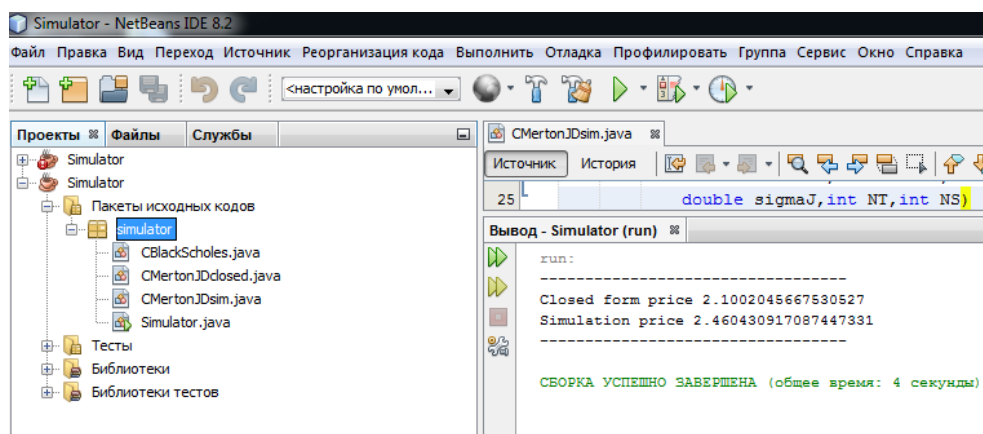 Simulator - NetBeans IDE 8.2
Файл Правка Вид Переход Источник Реорганизация кода Выполнить Отладка Профилировать Группа Сервис Окно Справка
<настройка по умол...
Проекты Файлы Службы
Simulator
Simulator
Пакеты исходных кодов
simulator
CBlackScholes.java
CMertonJDclosed.java
CMertonJDsim.java
Simulator.java
Тесты
Библиотеки
Библиотеки тестов
CMertonJDsim.java
Источник История
25 double sigmaJ,int NT,int NS)
Вывод - Simulator (run)
run:
----------------------------------
Closed form price 2.1002045667530527
Simulation price 2.460430917087447331
----------------------------------
СБОРКА УСПЕШНО ЗАВЕРШЕНА (общее время: 4 секунды)